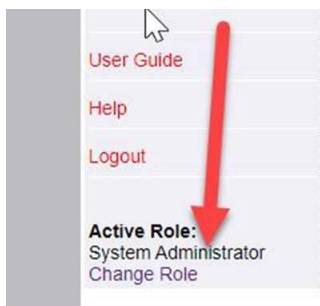 User Guide
Help
Logout
Active Role:
System Administrator
Change Role